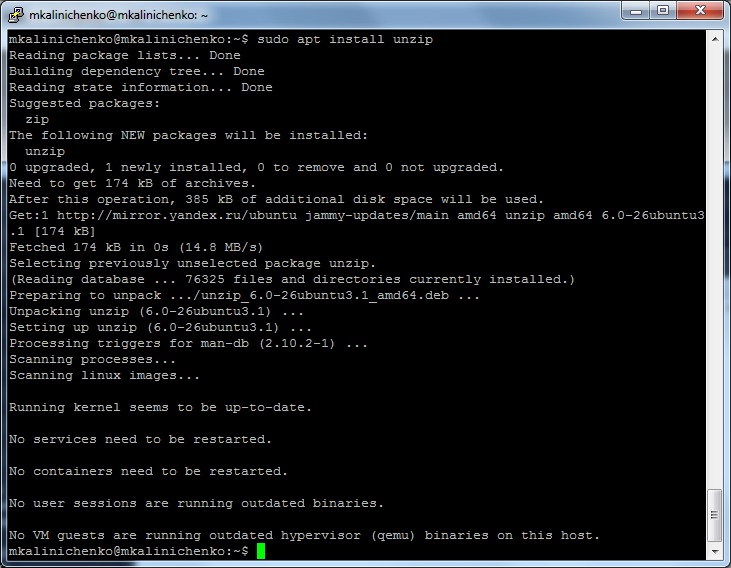 mkalinichenko@mkalinichenko: ~
mkalinichenko@mkalinichenko:~$ sudo apt install unzip
Reading package lists... Done
Building dependency tree... Done
Reading state information... Done
Suggested packages:
  zip
The following NEW packages will be installed:
  unzip
0 upgraded, 1 newly installed, 0 to remove and 0 not upgraded.
Need to get 174 kB of archives.
After this operation, 385 kB of additional disk space will be used.
Get:1 http://mirror.yandex.ru/ubuntu jammy-updates/main amd64 unzip amd64 6.0-26ubuntu3
.1 [174 kB]
Fetched 174 kB in 0s (14.8 MB/s)
Selecting previously unselected package unzip.
(Reading database ... 76325 files and directories currently installed.)
Preparing to unpack .../unzip_6.0-26ubuntu3.1_amd64.deb ...
Unpacking unzip (6.0-26ubuntu3.1) ...
Setting up unzip (6.0-26ubuntu3.1) ...
Processing triggers for man-db (2.10.2-1) ...
Scanning processes...
Scanning linux images...

Running kernel seems to be up-to-date.

No services need to be restarted.

No containers need to be restarted.

No user sessions are running outdated binaries.

No VM guests are running outdated hypervisor (qemu) binaries on this host.
mkalinichenko@mkalinichenko:~$